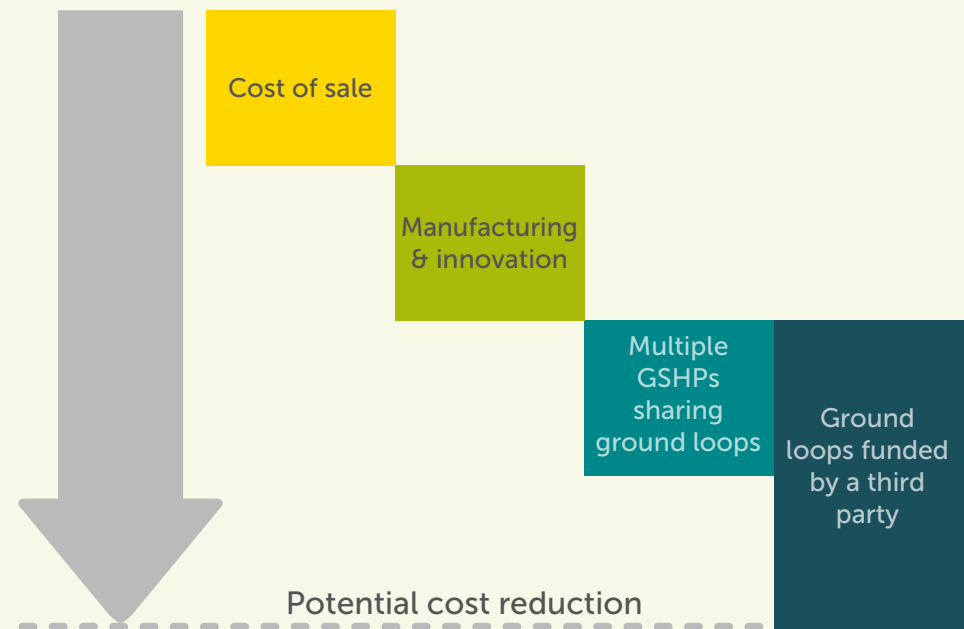 Cost of sale
Manufacturing
& innovation
Multiple
GSHPs
sharing
ground loops
Ground
loops funded
by a third
party
Potential cost reduction